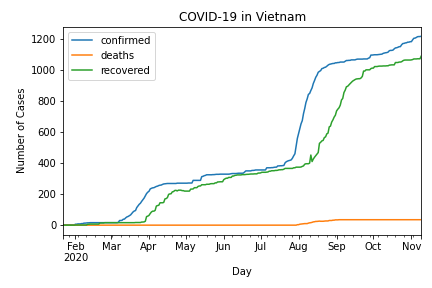 COVID-19 in Vietnam
confirmed
deaths
recovered
Number of Cases
1200
1000
800
600
400
200
0
Feb Mar Apr May Jun Jul Aug Sep Oct Nov
2020
Day